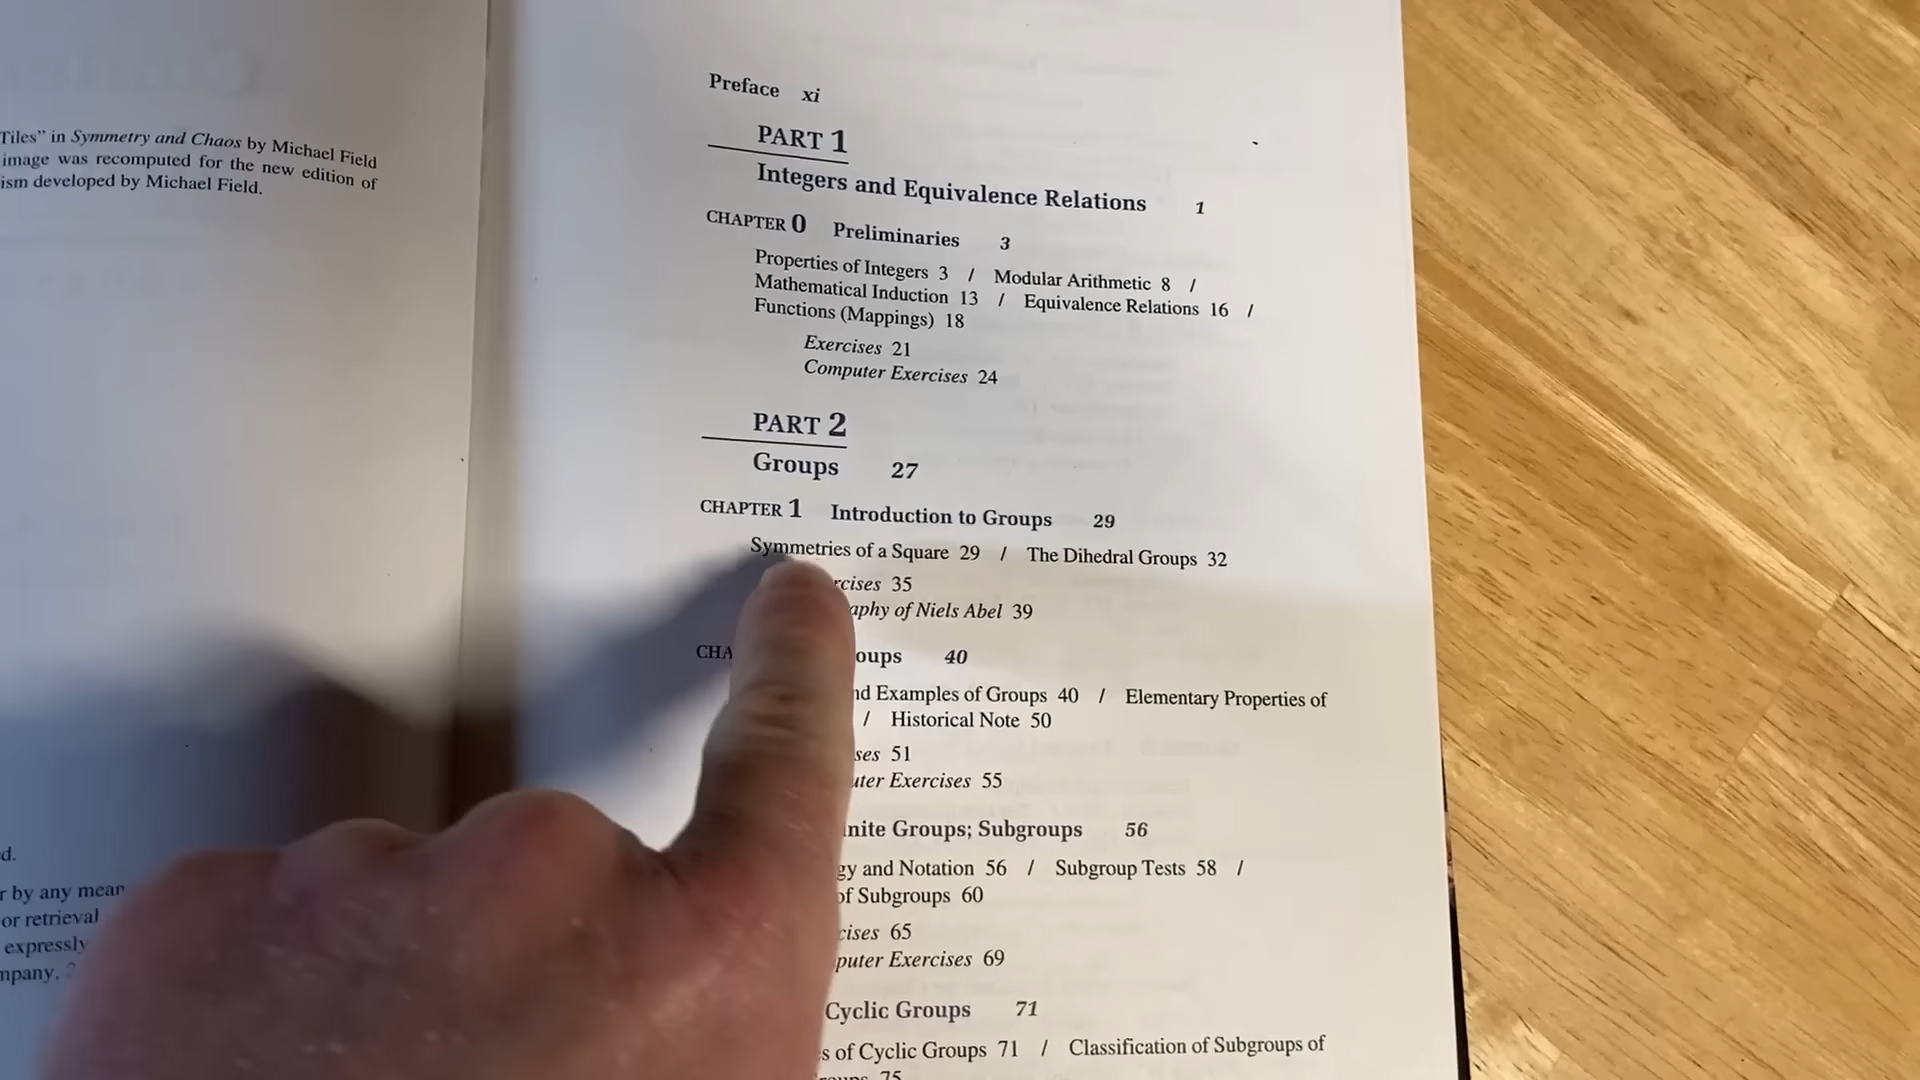 Tiles” in Symmetry and Chaos by Michael Field
image was recomputed for the new edition of
ism developed by Michael Field.
d.
r by any mean
or retrieval
expressly
mpany,
Preface xi
PART 1
Integers and Equivalence Relations 1
CHAPTER 0 Preliminaries 3
Properties of Integers 3 / Modular Arithmetic 8 /
Mathematical Induction 13 / Equivalence Relations 16 /
Functions (Mappings) 18
Exercises 21
Computer Exercises 24
PART 2
Groups 27
CHAPTER 1 Introduction to Groups 29
Symmetries of a Square 29 / The Dihedral Groups 32
rcises 35
aphy of Niels Abel 39
CHA oups 40
nd Examples of Groups 40 / Elementary Properties of
/ Historical Note 50
ses 51
uter Exercises 55
nite Groups; Subgroups 56
gy and Notation 56 / Subgroup Tests 58 /
of Subgroups 60
cises 65
puter Exercises 69
Cyclic Groups 71
s of Cyclic Groups 71 / Classification of Subgroups of
75